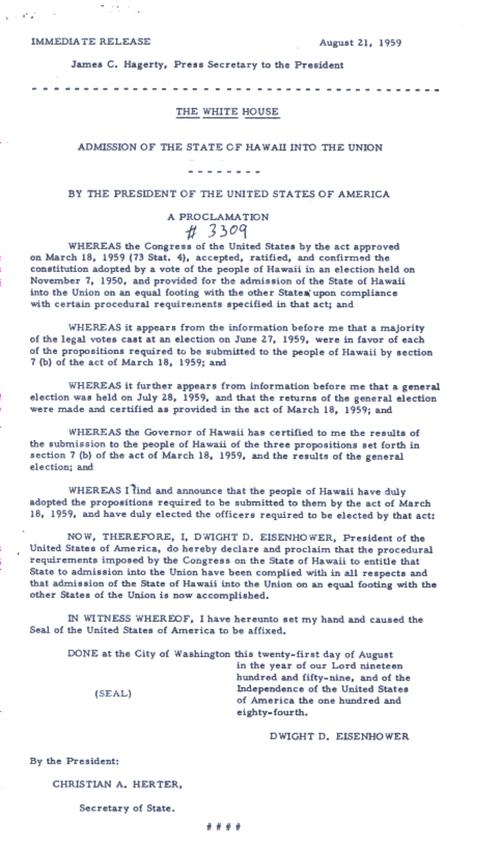 IMMEDIATE RELEASE August 21, 1959
James C. Hagerty, Press Secretary to the President
THE WHITE HOUSE
ADMISSION OF THE STATE OF HAWAII INTO THE UNION
- - - - - - - -
BY THE PRESIDENT OF THE UNITED STATES OF AMERICA
A PROCLAMATION
# 3309
WHEREAS the Congress of the United States by the act approved
on March 18, 1959 (73 Stat. 4), accepted, ratified, and confirmed the
constitution adopted by a vote of the people of Hawaii in an election held on
November 7, 1950, and provided for the admission of the State of Hawaii
into the Union on an equal footing with the other States upon compliance
with certain procedural requirements specified in that act; and
WHEREAS it appears from the information before me that a majority
of the legal votes cast at an election on June 27, 1959, were in favor of each
of the propositions required to be submitted to the people of Hawaii by section
7 (b) of the act of March 18, 1959; and
WHEREAS it further appears from information before me that a general
election was held on July 28, 1959, and that the returns of the general election
were made and certified as provided in the act of March 18, 1959; and
WHEREAS the Governor of Hawaii has certified to me the results of
the submission to the people of Hawaii of the three propositions set forth in
section 7 (b) of the act of March 18, 1959, and the results of the general
election; and
WHEREAS I find and announce that the people of Hawaii have duly
adopted the propositions required to be submitted to them by the act of March
18, 1959, and have duly elected the officers required to be elected by that act:
NOW, THEREFORE, I, DWIGHT D. EISENHOWER, President of the
United States of America, do hereby declare and proclaim that the procedural
requirements imposed by the Congress on the State of Hawaii to entitle that
State to admission into the Union have been complied with in all respects and
that admission of the State of Hawaii into the Union on an equal footing with the
other States of the Union is now accomplished.
IN WITNESS WHEREOF, I have hereunto set my hand and caused the
Seal of the United States of America to be affixed.
DONE at the City of Washington this twenty-first day of August
in the year of our Lord nineteen
hundred and fifty-nine, and of the
(SEAL) Independence of the United States
of America the one hundred and
eighty-fourth.
DWIGHT D. EISENHOWER
By the President:
CHRISTIAN A. HERTER,
Secretary of State.
# # # #